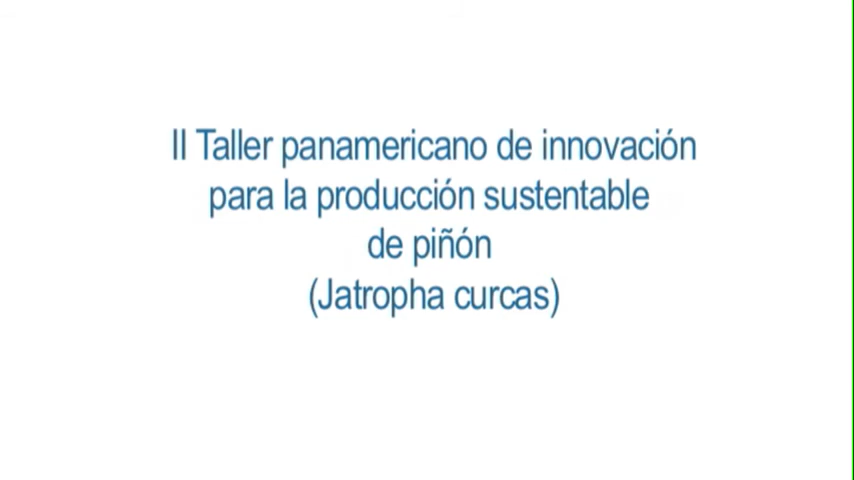 II Taller panamericano de innovación
para la producción sustentable
de piñón
(Jatropha curcas)